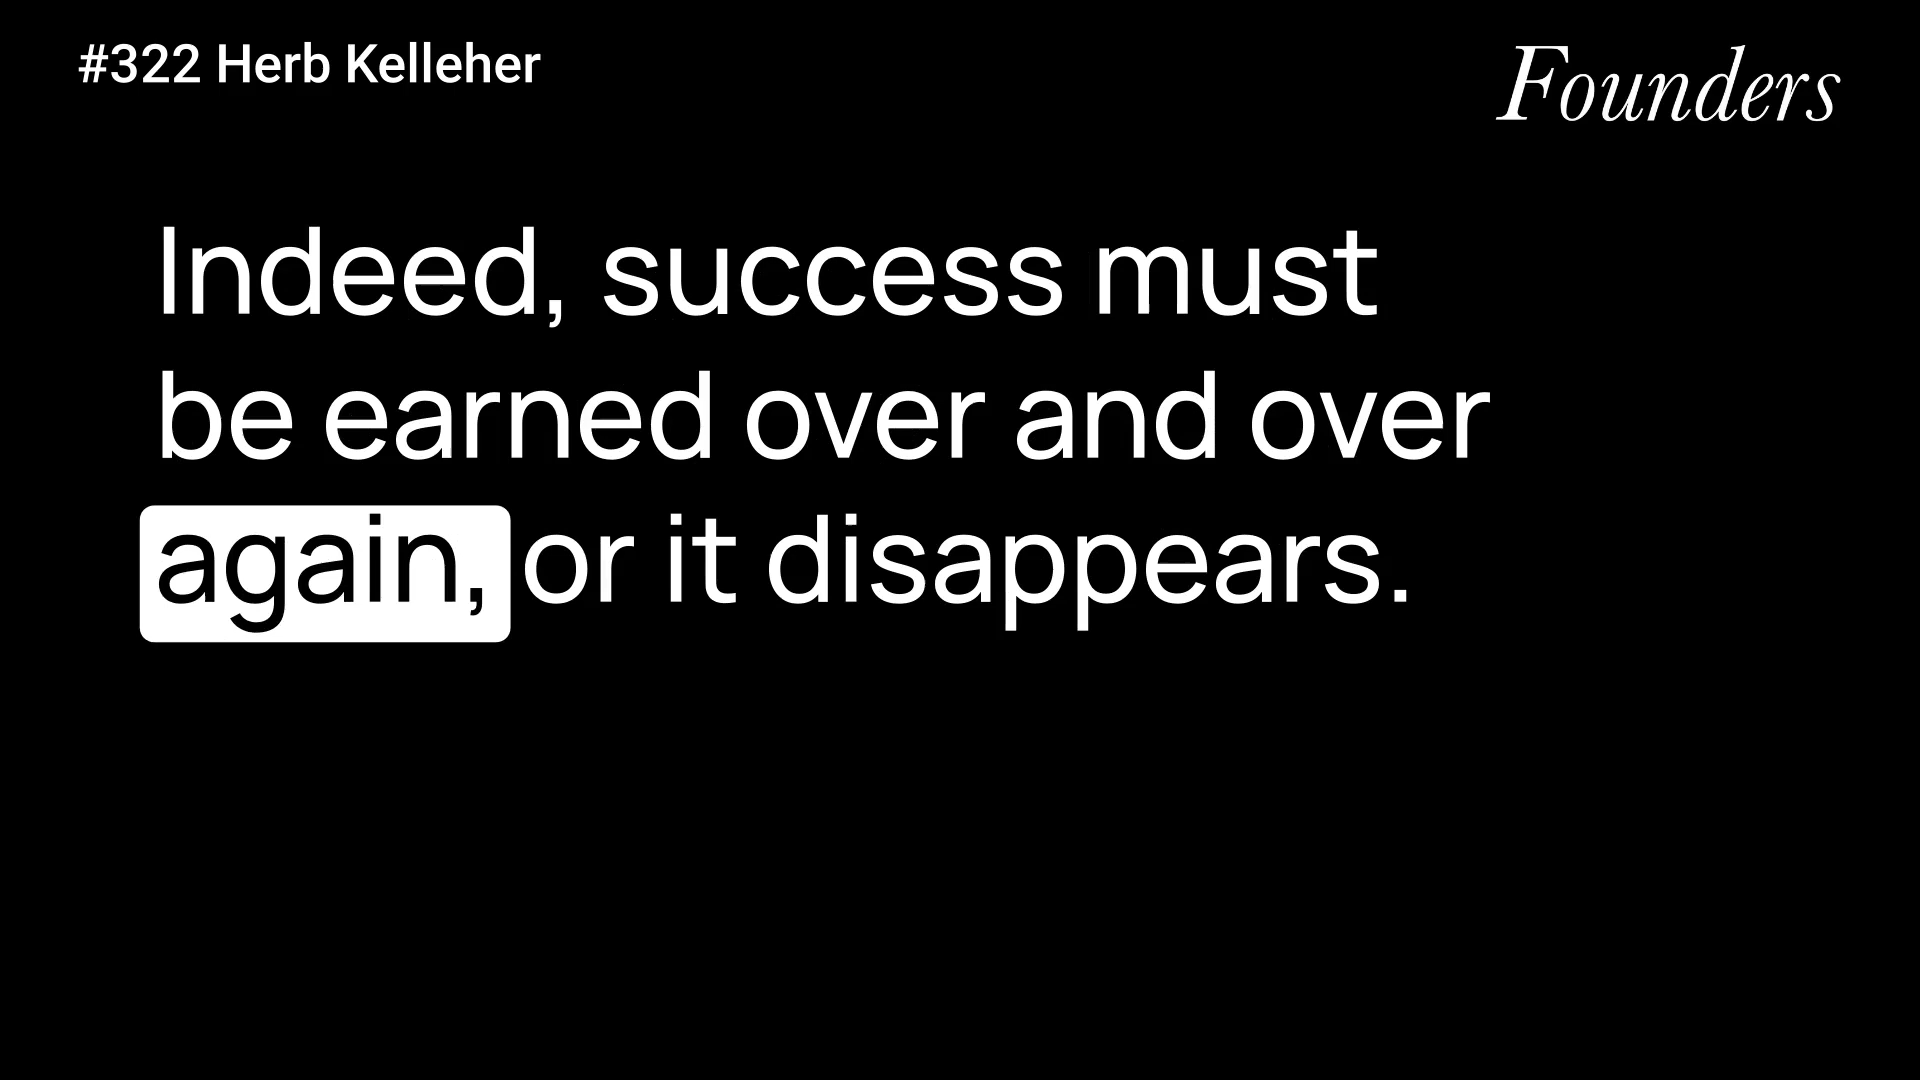 #322 Herb Kelleher
Founders
Indeed, success must
be earned over and over
again, or it disappears.